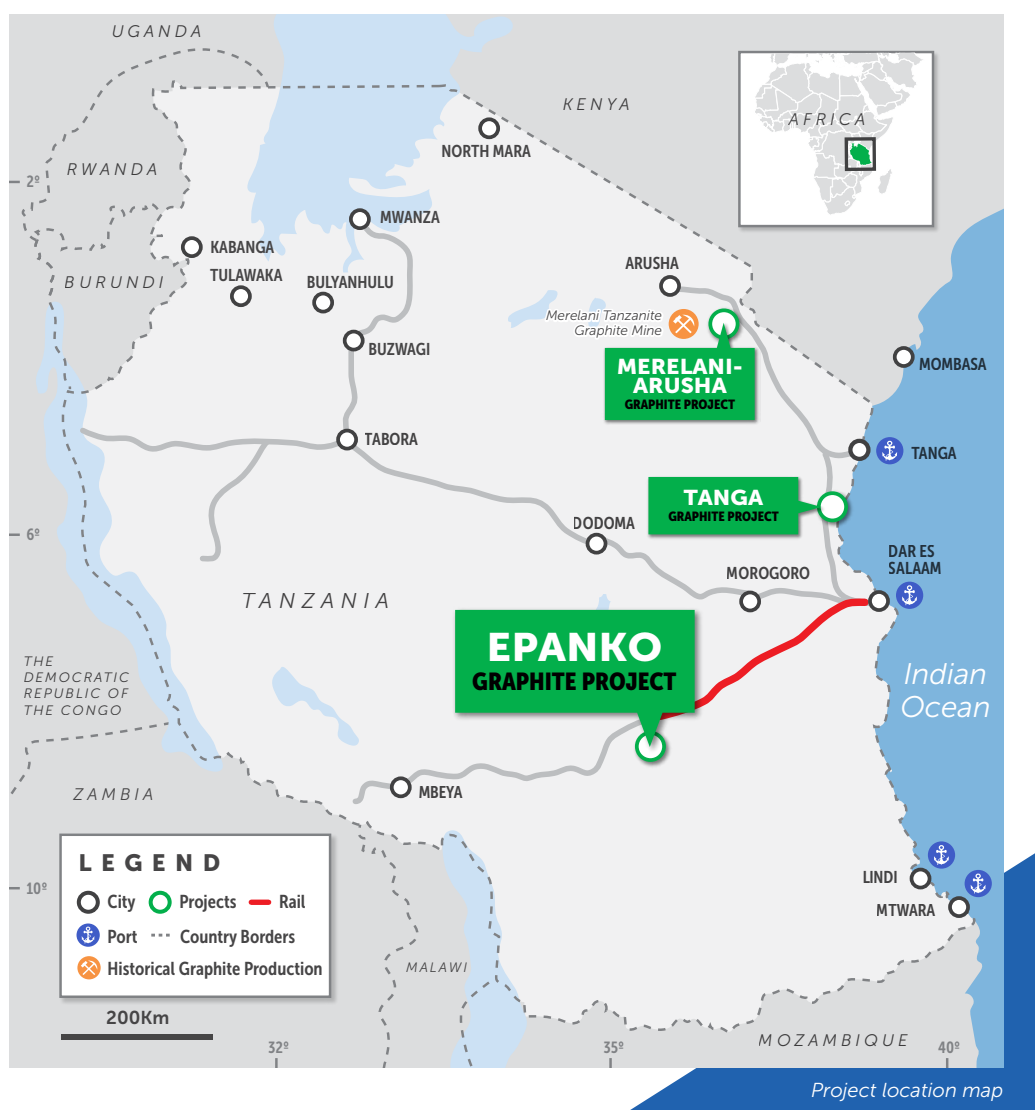 UGANDA
KENYA
AFRICA
NORTH MARA
RWANDA
2º
MWANZA
KABANGA
TULAWAKA
BULYANHULU
BURUNDI
ARUSHA
Merelani Tanzanite
Graphite Mine
BUZWAGI
MERELANI-
ARUSHA
GRAPHITE PROJECT
MOMBASA
TABORA
TANGA
TANGA
GRAPHITE PROJECT
6º
DODOMA
DAR ES
SALAAM
MOROGORO
TANZANIA
EPANKO
GRAPHITE PROJECT
THE
DEMOCRATIC
REPUBLIC OF
THE CONGO
Indian
Ocean
ZAMBIA
MBEYA
LEGEND
City
Projects
Rail
Port
Country Borders
Historical Graphite Production
10º
LINDI
MTWARA
MALAWI
200Km
MOZAMBIQUE
32º
35º
40º
Project location map